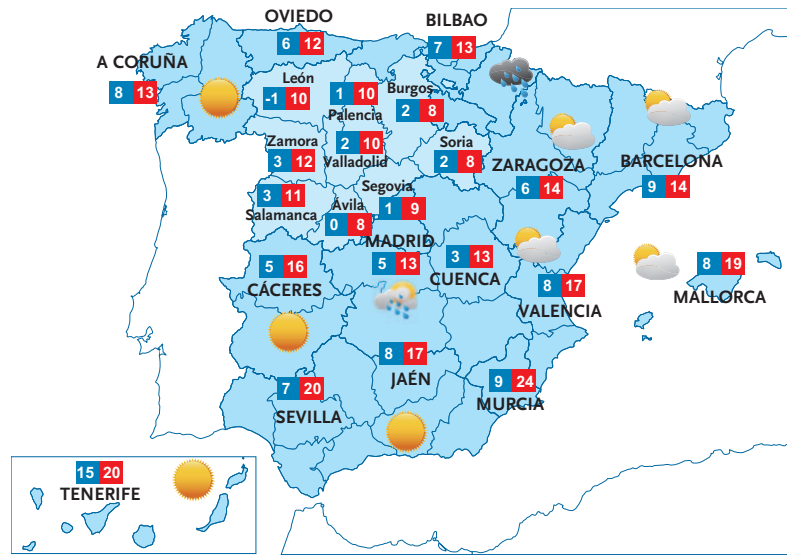 OVIEDO
6 12
BILBAO
7 13
A CORUÑA
8 13
León
-1 10
1 10
Palencia
Burgos
2 8
Zamora
3 12
2 10
Valladolid
Soria
2 8
ZARAGOZA
6 14
BARCELONA
9 14
3 11
Salamanca
Ávila
0 8
Segovia
1 9
MADRID
5 13
3 13
CUENCA
5 16
CÁCERES
8 17
VALENCIA
8 19
MALLORCA
8 17
JAÉN
7 20
SEVILLA
9 24
MURCIA
15 20
TENERIFE